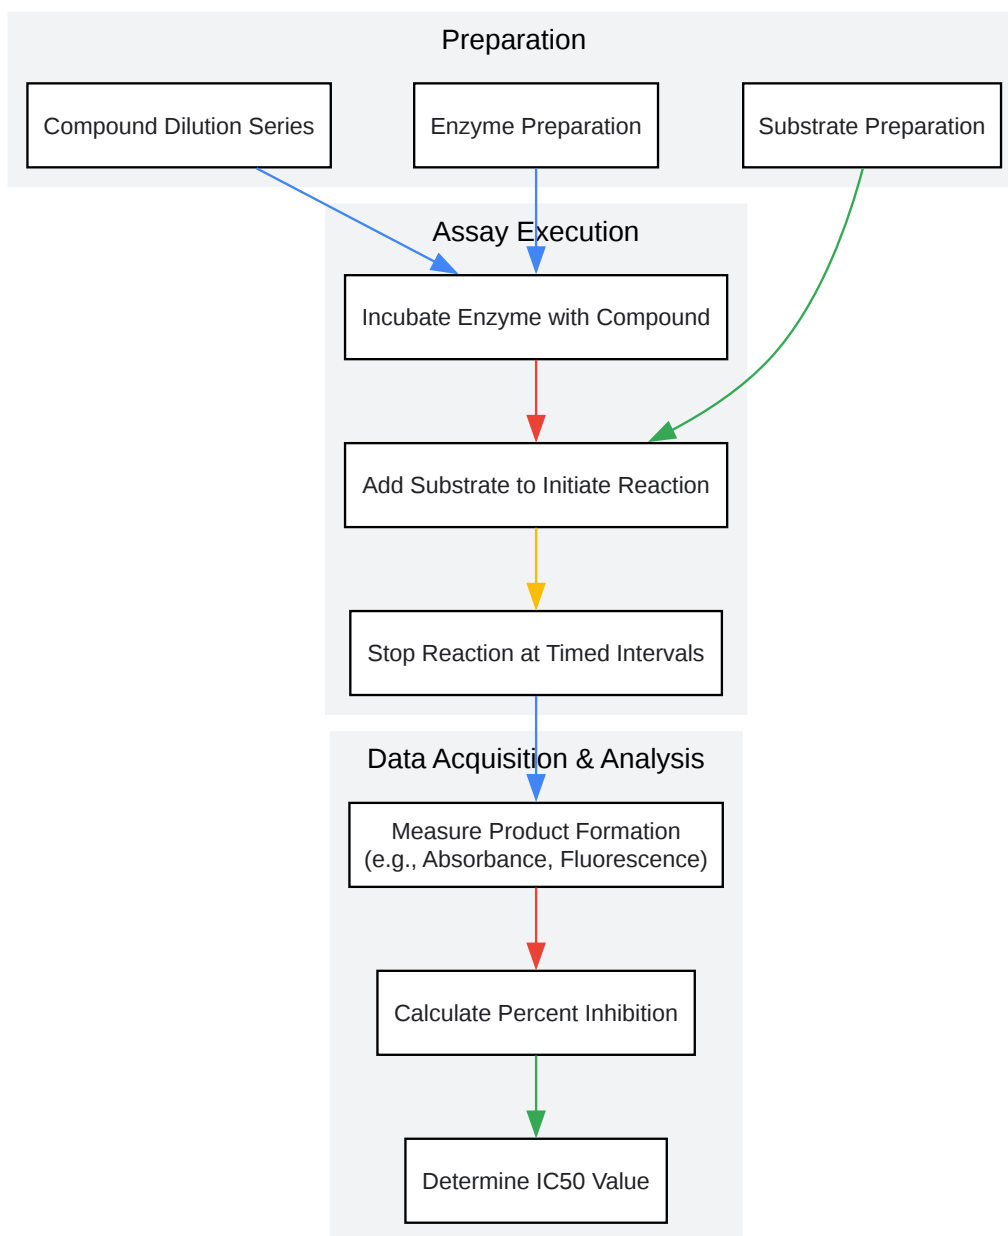 Preparation
Compound Dilution Series
Enzyme Preparation
Substrate Preparation
Assay Execution
Incubate Enzyme with Compound
Add Substrate to Initiate Reaction
Stop Reaction at Timed Intervals
Data Acquisition & Analysis
Measure Product Formation
(e.g., Absorbance, Fluorescence)
Calculate Percent Inhibition
Determine IC50 Value